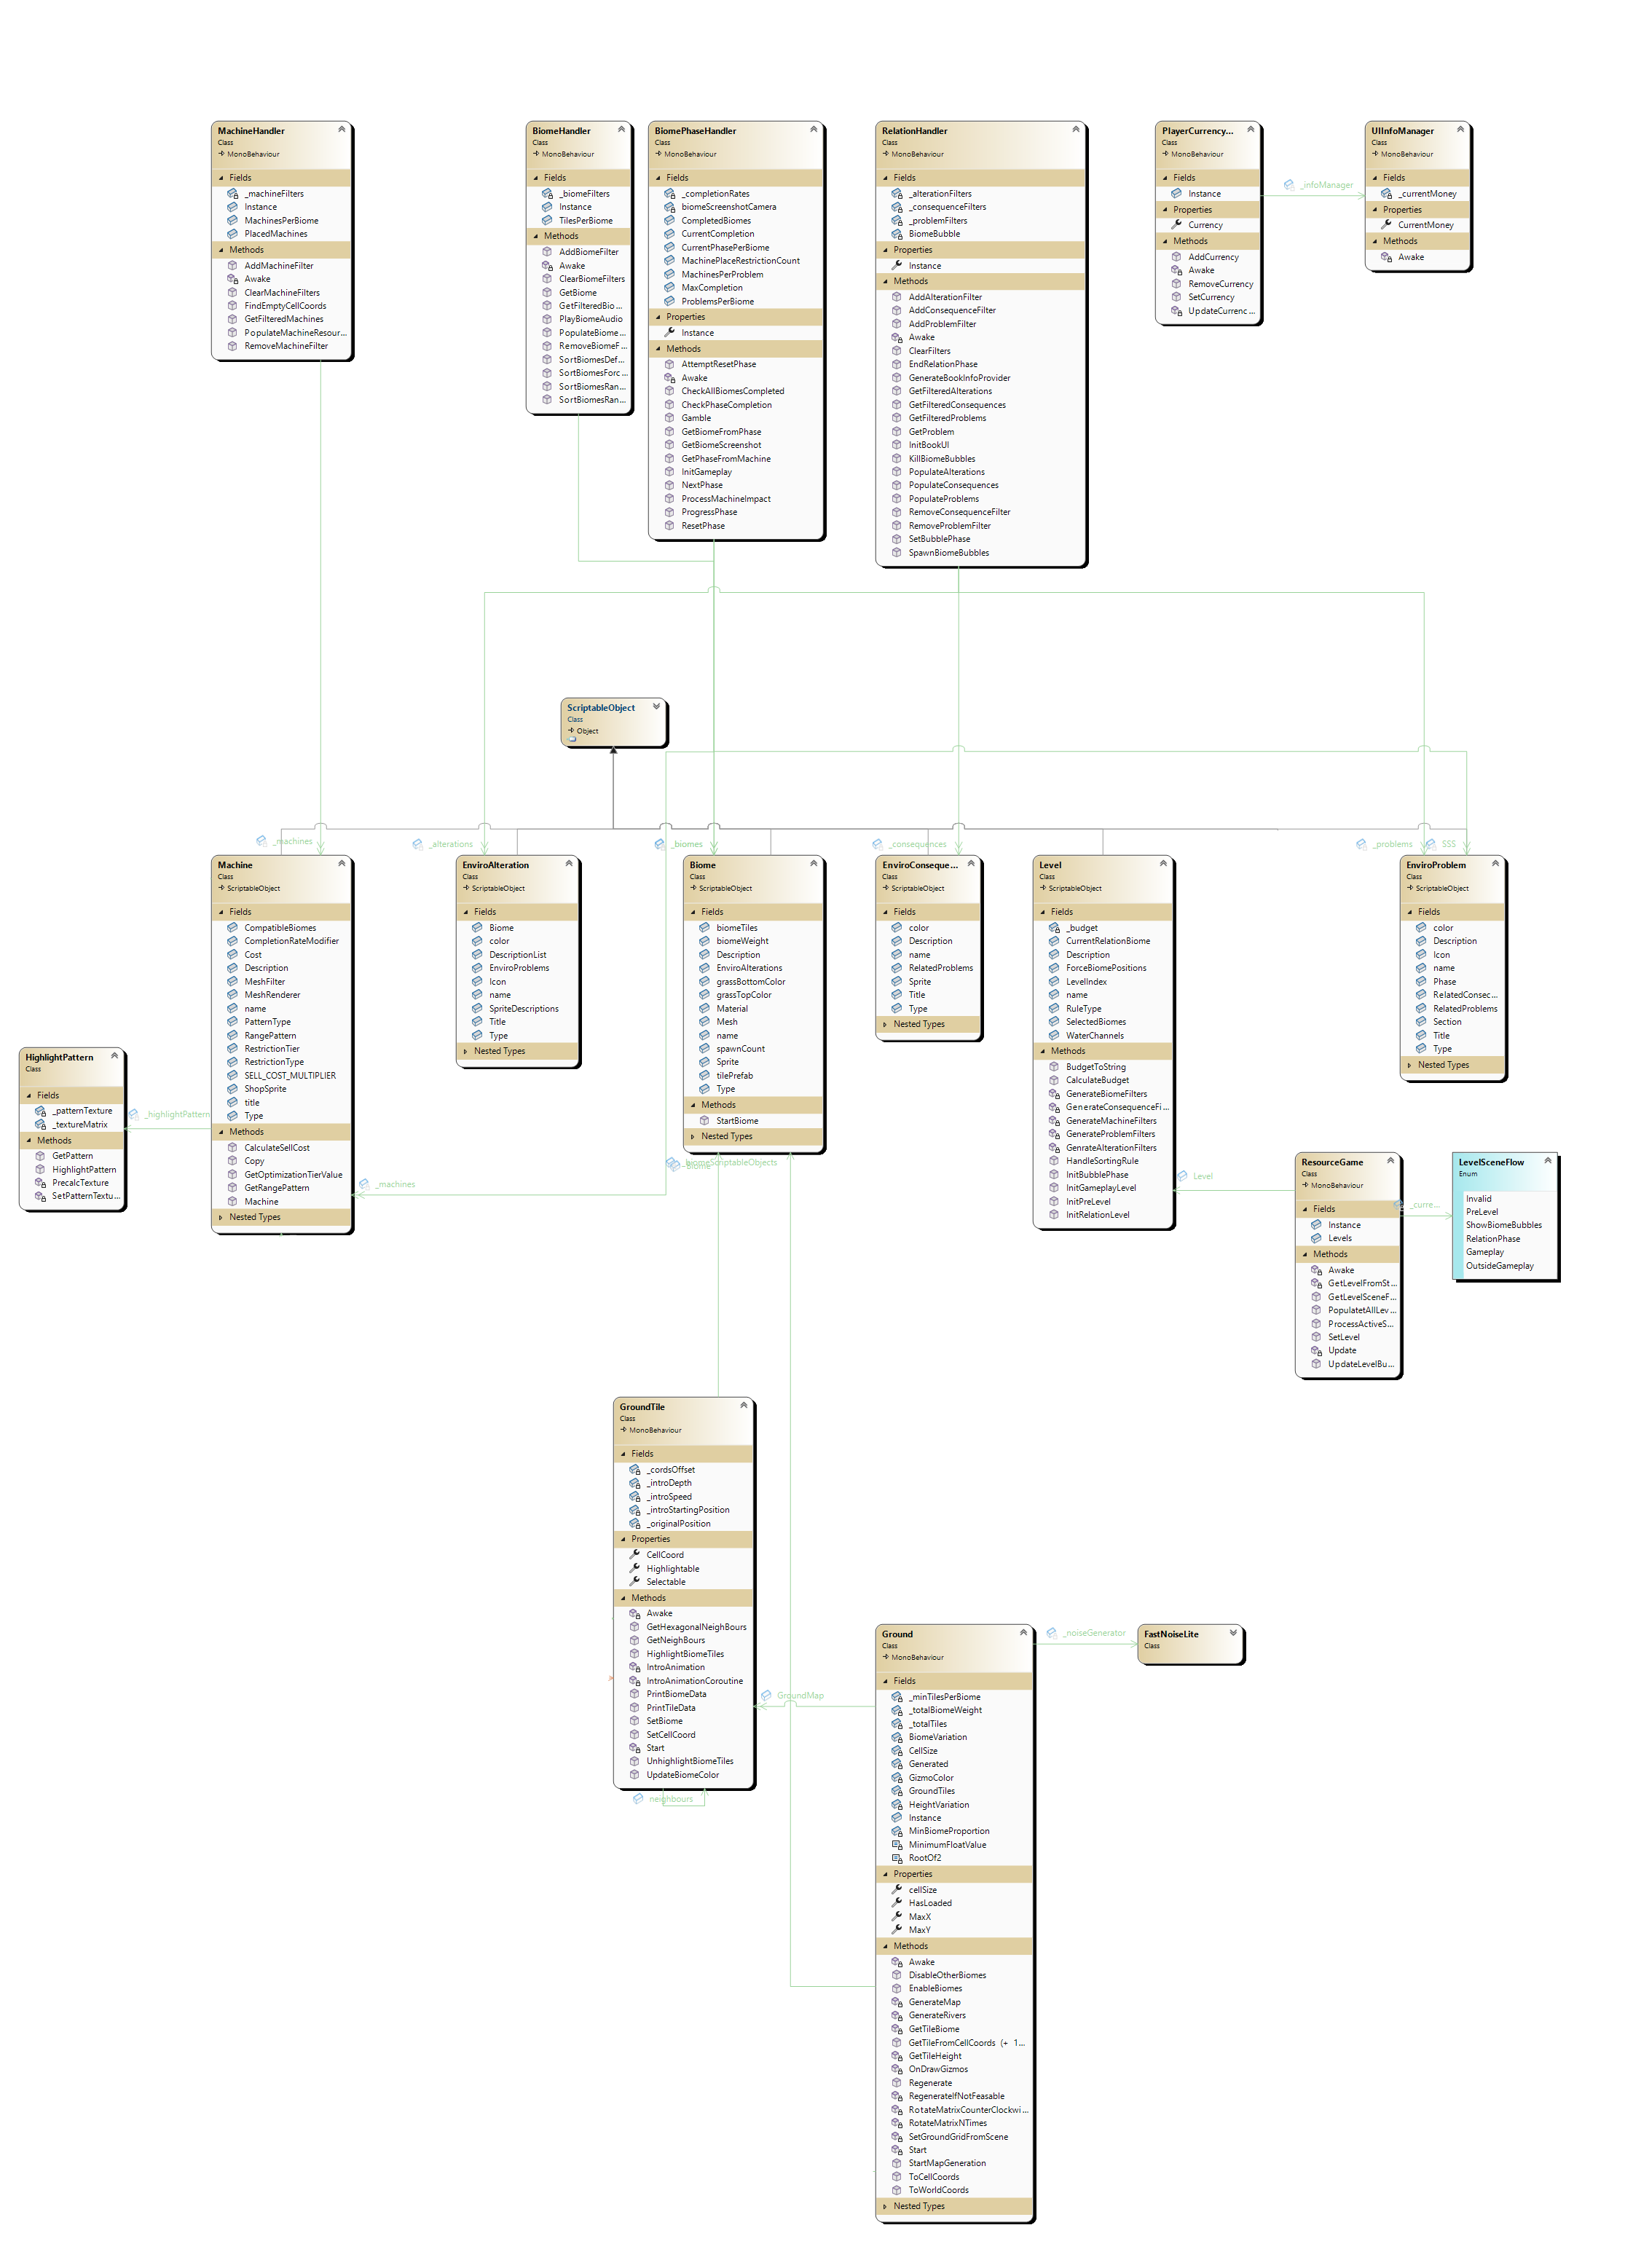 MachineHandler
Class
MonoBehaviour
Fields
_machineFilters
Instance
MachinesPerBiome
PlacedMachines
Methods
AddMachineFilter
Awake
ClearMachineFilters
FindEmptyCellCoords
GetFilteredMachines
PopulateMachineResour...
RemoveMachineFilter
BiomeHandler
Class
MonoBehaviour
Fields
_biomeFilters
Instance
TilesPerBiome
Methods
AddBiomeFilter
Awake
ClearBiomeFilters
GetBiome
GetFilteredBio...
PlayBiomeAudio
PopulateBiome...
RemoveBiomeF...
SortBiomesDef...
SortBiomesForc...
SortBiomesRan...
SortBiomesRan...
BiomePhaseHandler
Class
MonoBehaviour
Fields
_completionRates
biomeScreenshotCamera
CompletedBiomes
CurrentCompletion
CurrentPhasePerBiome
MachinePlaceRestrictionCount
MachinesPerProblem
MaxCompletion
ProblemsPerBiome
Properties
Instance
Methods
AttemptResetPhase
Awake
CheckAllBiomesCompleted
CheckPhaseCompletion
Gamble
GetBiomeFromPhase
GetBiomeScreenshot
GetPhaseFromMachine
InitGameplay
NextPhase
ProcessMachineImpact
ProgressPhase
ResetPhase
RelationHandler
Class
MonoBehaviour
Fields
_alterationFilters
_consequenceFilters
_problemFilters
BiomeBubble
Properties
Instance
Methods
AddAlterationFilter
AddConsequenceFilter
AddProblemFilter
Awake
ClearFilters
EndRelationPhase
GenerateBookInfoProvider
GetFilteredAlterations
GetFilteredConsequences
GetFilteredProblems
GetProblem
InitBookUI
KillBiomeBubbles
PopulateAlterations
PopulateConsequences
PopulateProblems
RemoveConsequenceFilter
RemoveProblemFilter
SetBubblePhase
SpawnBiomeBubbles
PlayerCurrency...
Class
MonoBehaviour
Fields
Instance
Properties
Currency
Methods
AddCurrency
Awake
RemoveCurrency
SetCurrency
UpdateCurrenc...
_infoManager
UIInfoManager
Class
MonoBehaviour
Fields
_currentMoney
Properties
CurrentMoney
Methods
Awake
ScriptableObject
Class
Object
_machines
_alterations
_biomes
_consequences
_problems
SSS
Machine
Class
ScriptableObject
Fields
CompatibleBiomes
CompletionRateModifier
Cost
Description
MeshFilter
MeshRenderer
name
PatternType
RangePattern
RestrictionTier
RestrictionType
SELL_COST_MULTIPLIER
ShopSprite
title
Type
Methods
CalculateSellCost
Copy
GetOptimizationTierValue
GetRangePattern
Machine
Nested Types
EnviroAlteration
Class
ScriptableObject
Fields
Biome
color
DescriptionList
EnviroProblems
Icon
name
SpriteDescriptions
Title
Type
Nested Types
Biome
Class
ScriptableObject
Fields
biomeTiles
biomeWeight
Description
EnviroAlterations
grassBottomColor
grassTopColor
Material
Mesh
name
spawnCount
Sprite
tilePrefab
Type
Methods
StartBiome
Nested Types
EnviroConseque...
Class
ScriptableObject
Fields
color
Description
name
RelatedProblems
Sprite
Title
Type
Nested Types
Level
Class
ScriptableObject
Fields
_budget
CurrentRelationBiome
Description
ForceBiomePositions
LevelIndex
name
RuleType
SelectedBiomes
WaterChannels
Methods
BudgetToString
CalculateBudget
GenerateBiomeFilters
GenerateConsequenceFi...
GenerateMachineFilters
GenerateProblemFilters
GenrateAlterationFilters
HandleSortingRule
InitBubblePhase
InitGameplayLevel
InitPreLevel
InitRelationLevel
EnviroProblem
Class
ScriptableObject
Fields
color
Description
Icon
name
Phase
RelatedConsec...
RelatedProblems
Section
Title
Type
Nested Types
HighlightPattern
Class
Fields
_patternTexture
_textureMatrix
Methods
GetPattern
HighlightPattern
PrecalcTexture
SetPatternTextu...
_highlightPattern
_machines
biomeScriptableObjects
Biome
Level
ResourceGame
Class
MonoBehaviour
Fields
Instance
Levels
Methods
Awake
GetLevelFromSt...
GetLevelSceneF...
PopulatetAllLev...
ProcessActiveS...
SetLevel
Update
UpdateLevelBu...
_curre...
LevelSceneFlow
Enum
Invalid
PreLevel
ShowBiomeBubbles
RelationPhase
Gameplay
OutsideGameplay
GroundTile
Class
MonoBehaviour
Fields
_cordsOffset
_introDepth
_introSpeed
_introStartingPosition
_originalPosition
Properties
CellCoord
Highlightable
Selectable
Methods
Awake
GetHexagonalNeighBours
GetNeighBours
HighlightBiomeTiles
IntroAnimation
IntroAnimationCoroutine
PrintBiomeData
PrintTileData
SetBiome
SetCellCoord
Start
UnhighlightBiomeTiles
UpdateBiomeColor
neighbours
GroundMap
Ground
Class
MonoBehaviour
Fields
_minTilesPerBiome
_totalBiomeWeight
_totalTiles
BiomeVariation
CellSize
Generated
GizmoColor
GroundTiles
HeightVariation
Instance
MinBiomeProportion
MinimumFloatValue
RootOf2
Properties
cellSize
HasLoaded
MaxX
MaxY
Methods
Awake
DisableOtherBiomes
EnableBiomes
GenerateMap
GenerateRivers
GetTileBiome
GetTileFromCellCoords (+ 1...
GetTileHeight
OnDrawGizmos
Regenerate
RegenerateIfNotFeasable
RotateMatrixCounterClockwi...
RotateMatrixNTimes
SetGroundGridFromScene
Start
StartMapGeneration
ToCellCoords
ToWorldCoords
Nested Types
_noiseGenerator
FastNoiseLite
Class